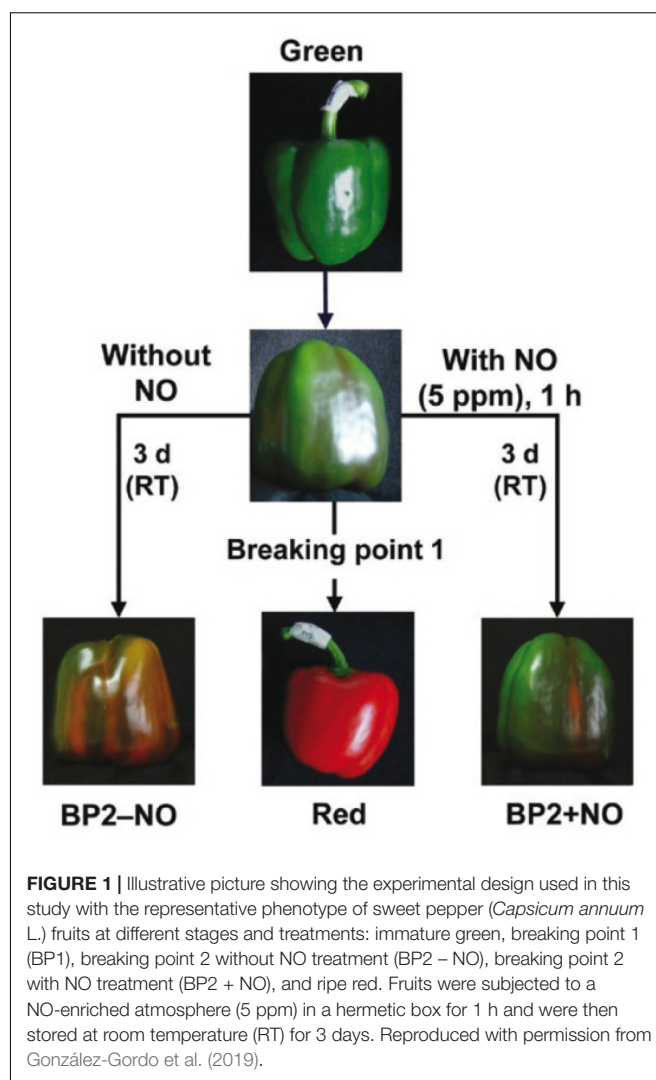 Green
Without
NO
With NO
(5 ppm), 1 h
3 d
(RT)
3 d
(RT)
Breaking point 1
BP2–NO
Red
BP2+NO
FIGURE 1 | Illustrative picture showing the experimental design used in this
study with the representative phenotype of sweet pepper (Capsicum annuum
L.) fruits at different stages and treatments: immature green, breaking point 1
(BP1), breaking point 2 without NO treatment (BP2 – NO), breaking point 2
with NO treatment (BP2 + NO), and ripe red. Fruits were subjected to a
NO-enriched atmosphere (5 ppm) in a hermetic box for 1 h and were then
stored at room temperature (RT) for 3 days. Reproduced with permission from
González-Gordo et al. (2019).